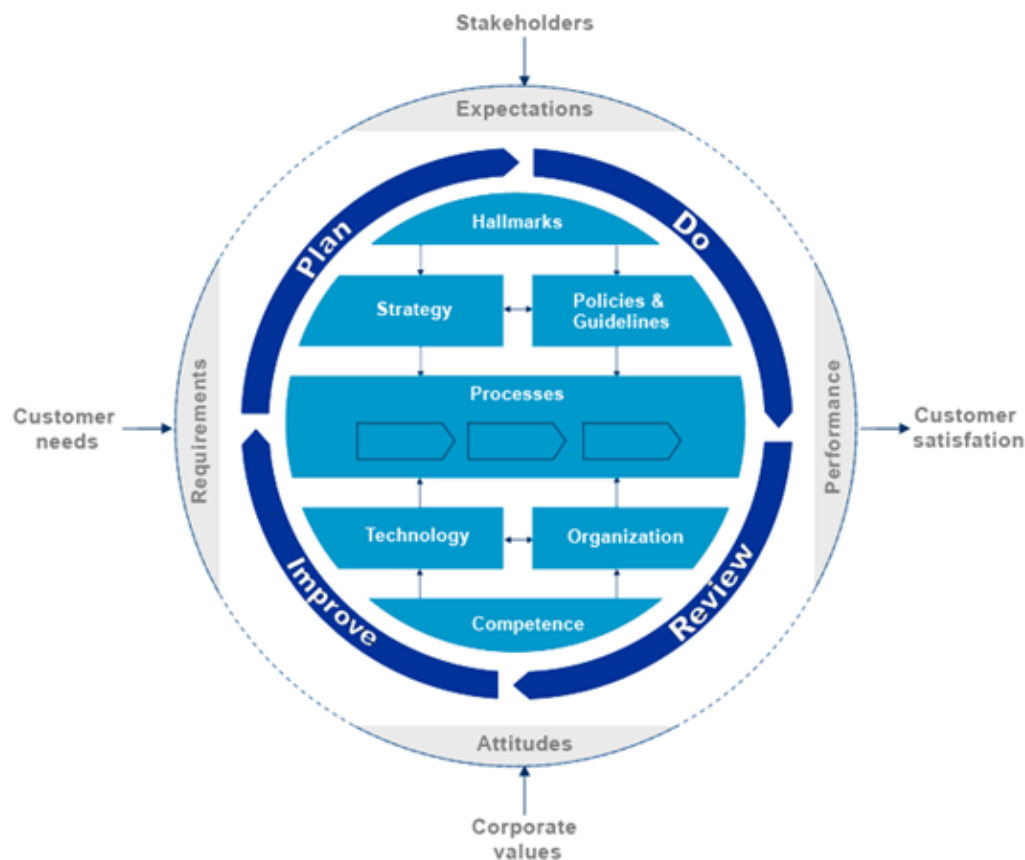 Stakeholders
Expectations
Plan
Do
Hallmarks
Strategy
Policies &
Guidelines
Processes
Customer
needs
Requirements
Performance
Customer
satisfation
Technology
Organization
Improve
Review
Competence
Attitudes
Corporate
values